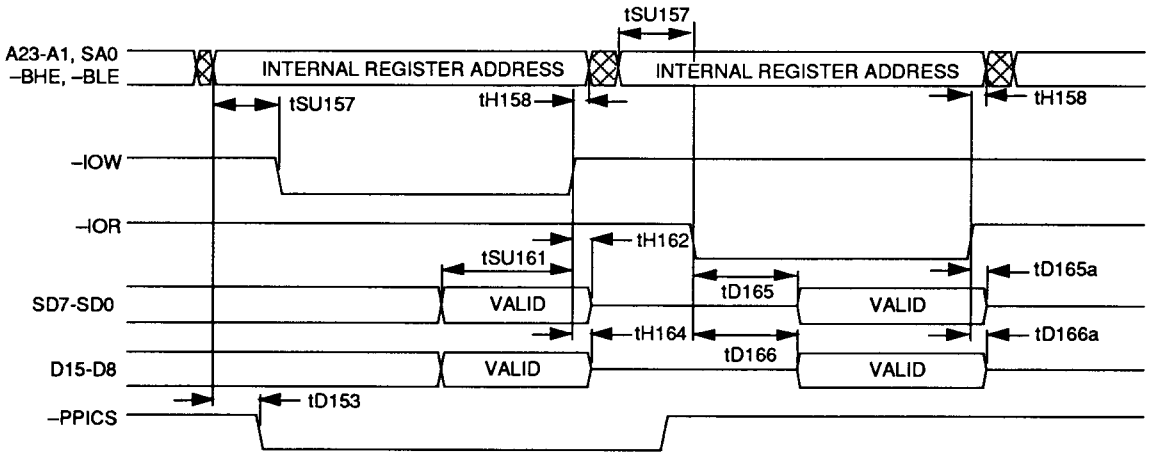 tSU157
A23-A1, SA0
–BHE, –BLE
INTERNAL REGISTER ADDRESS
INTERNAL REGISTER ADDRESS
tSU157
tH158
tH158
–IOW
–IOR
tH162
tSU161
tD165
tD165a
SD7-SD0
VALID
VALID
tH164
tD166
tD166a
D15-D8
VALID
VALID
tD153
–PPICS